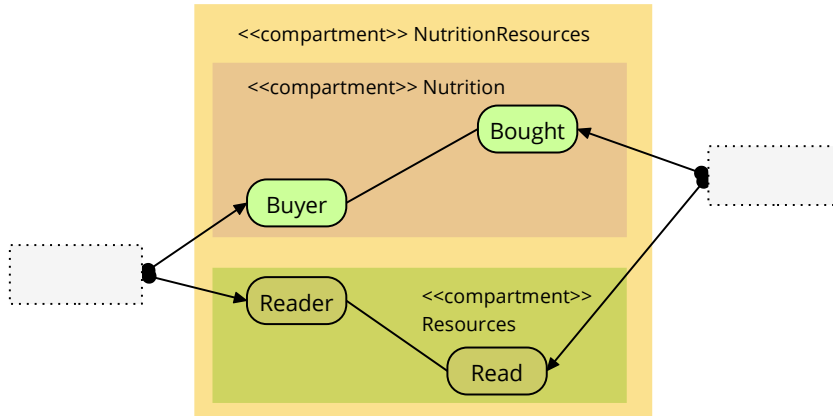 <<compartment>> NutritionResources
<<compartment>> Nutrition
Bought
Buyer
Reader
<<compartment>>
Resources
Read